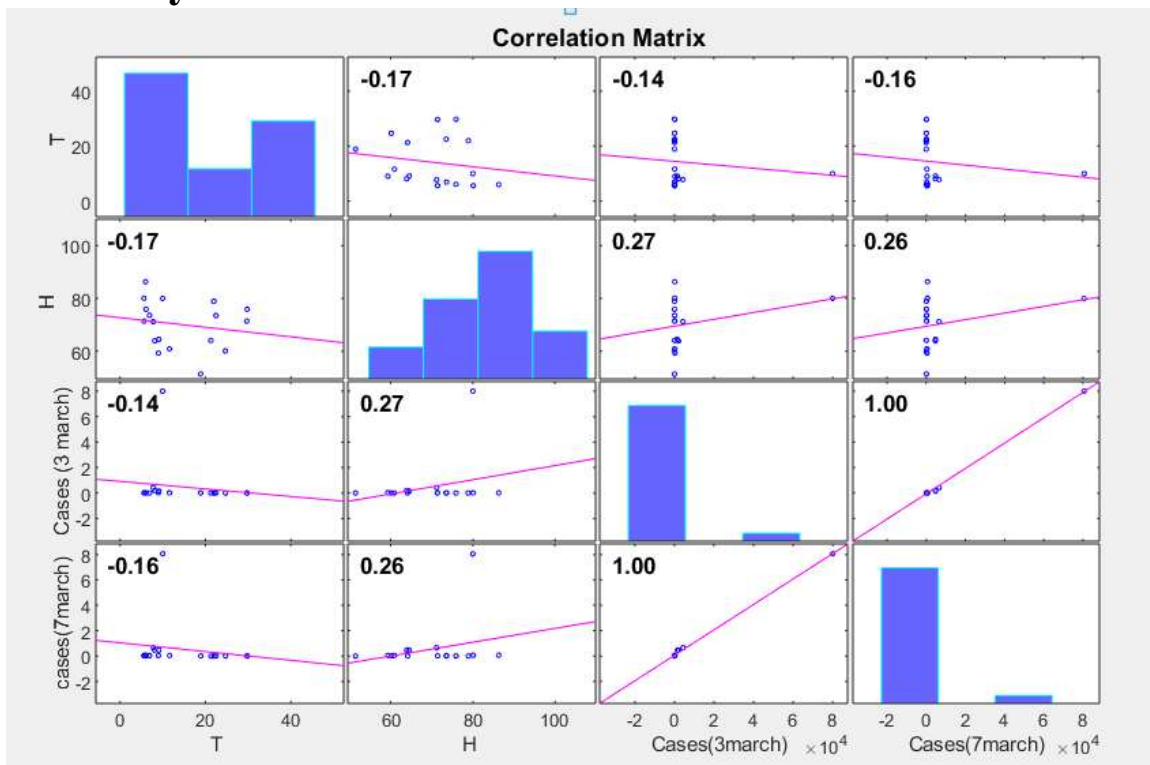 Correlation Matrix
T
40
20
0
-0.17
-0.14
-0.16
H
100
80
60
-0.17
0.27
0.26
Cases (3 march)
8
6
4
2
0
-2
-0.14
0.27
1.00
cases(7march)
8
6
4
2
0
-2
-0.16
0.26
1.00
0 20 40
60 80 100
-2 0 2 4 6 8
-2 0 2 4 6 8
T
H
Cases(3march) ×10⁴
Cases(7march) ×10⁴